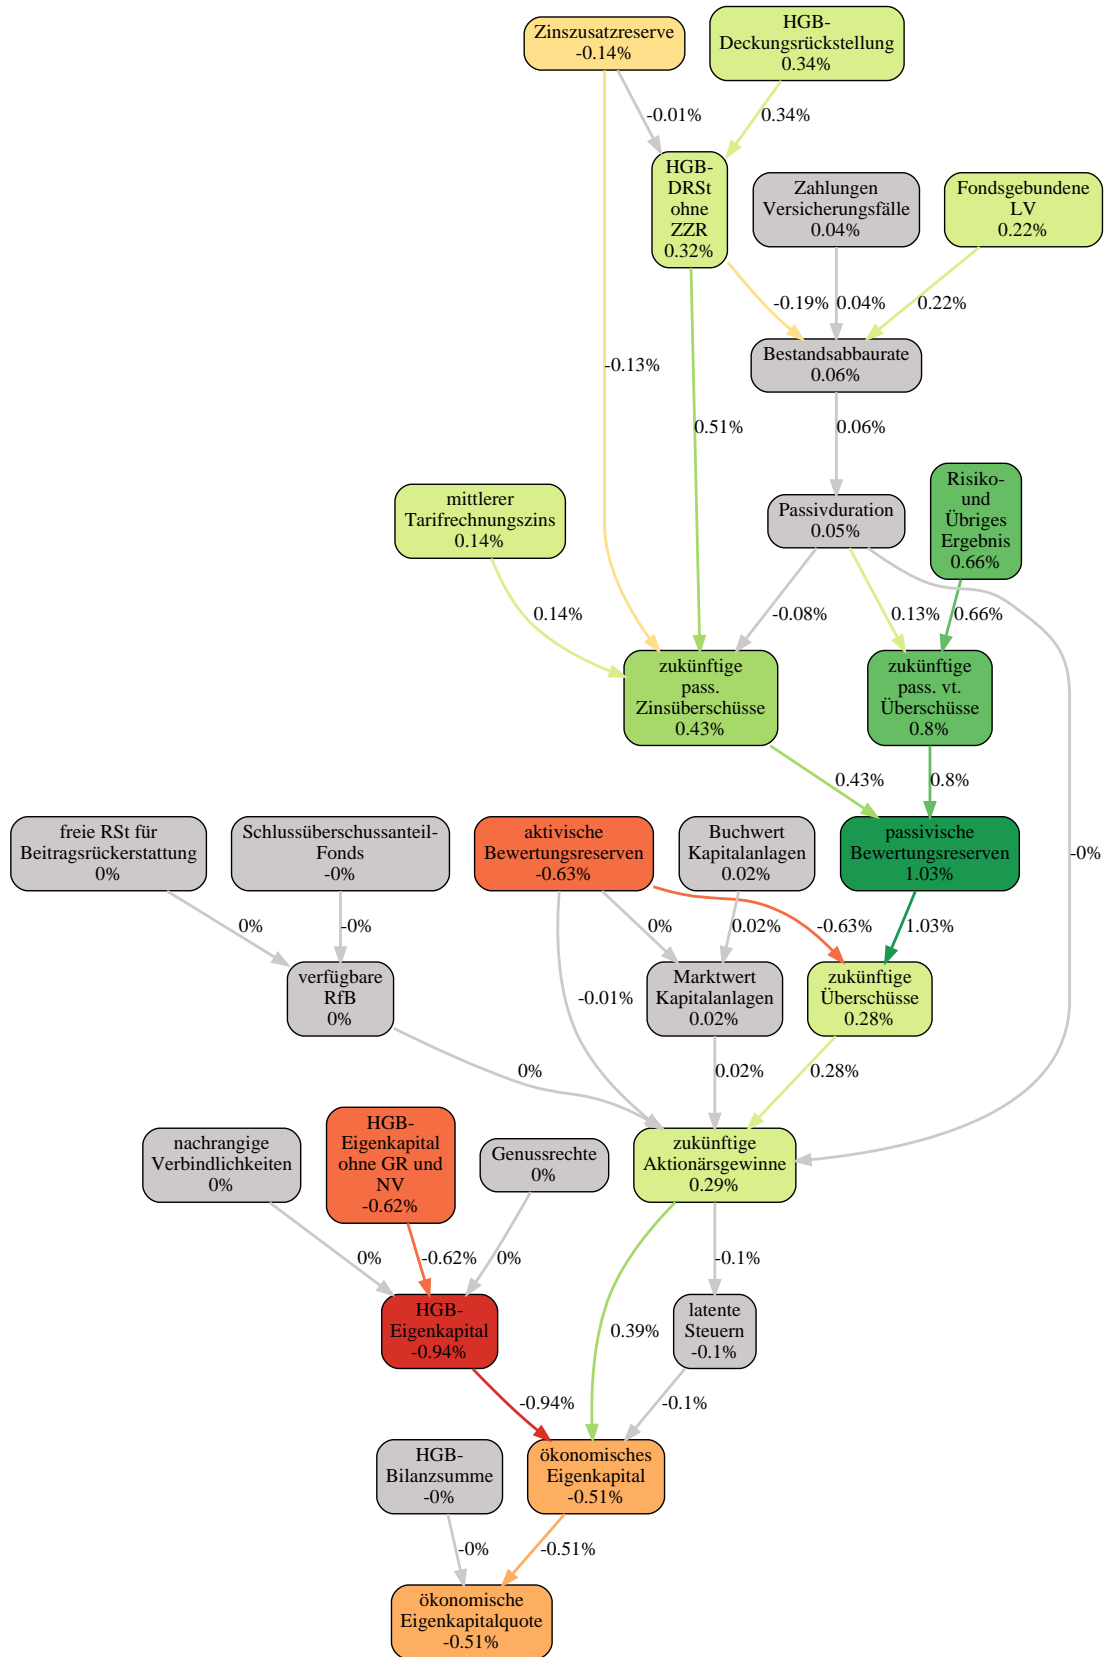 Zinszusatzreserve
-0.14%
HGB-
Deckungsrückstellung
0.34%
-0.01%
0.34%
HGB-
DRSt
ohne
ZZR
0.32%
Zahlungen
Versicherungsfälle
0.04%
Fondsgebundene
LV
0.22%
-0.19%
0.04%
0.22%
Bestandsabbaurate
0.06%
-0.13%
0.51%
0.06%
mittlerer
Tarifrechnungszins
0.14%
Passivduration
0.05%
Risiko-
und
Übriges
Ergebnis
0.66%
0.14%
-0.08%
0.13%
0.66%
zukünftige
pass.
Zinsüberschüsse
0.43%
zukünftige
pass. vt.
Überschüsse
0.8%
0.43%
0.8%
freie RSt für
Beitragsrückerstattung
0%
Schlussüberschussanteil-
Fonds
-0%
aktivische
Bewertungsreserven
-0.63%
Buchwert
Kapitalanlagen
0.02%
passivische
Bewertungsreserven
1.03%
-0%
0%
-0%
0%
0.02%
-0.63%
1.03%
verfügbare
RfB
0%
-0.01%
Marktwert
Kapitalanlagen
0.02%
zukünftige
Überschüsse
0.28%
0%
0.02%
0.28%
nachrangige
Verbindlichkeiten
0%
HGB-
Eigenkapital
ohne GR und
NV
-0.62%
Genussrechte
0%
zukünftige
Aktionärsgewinne
0.29%
0%
-0.62%
0%
-0.1%
HGB-
Eigenkapital
-0.94%
0.39%
latente
Steuern
-0.1%
-0.94%
-0.1%
HGB-
Bilanzsumme
-0%
ökonomisches
Eigenkapital
-0.51%
-0%
-0.51%
ökonomische
Eigenkapitalquote
-0.51%